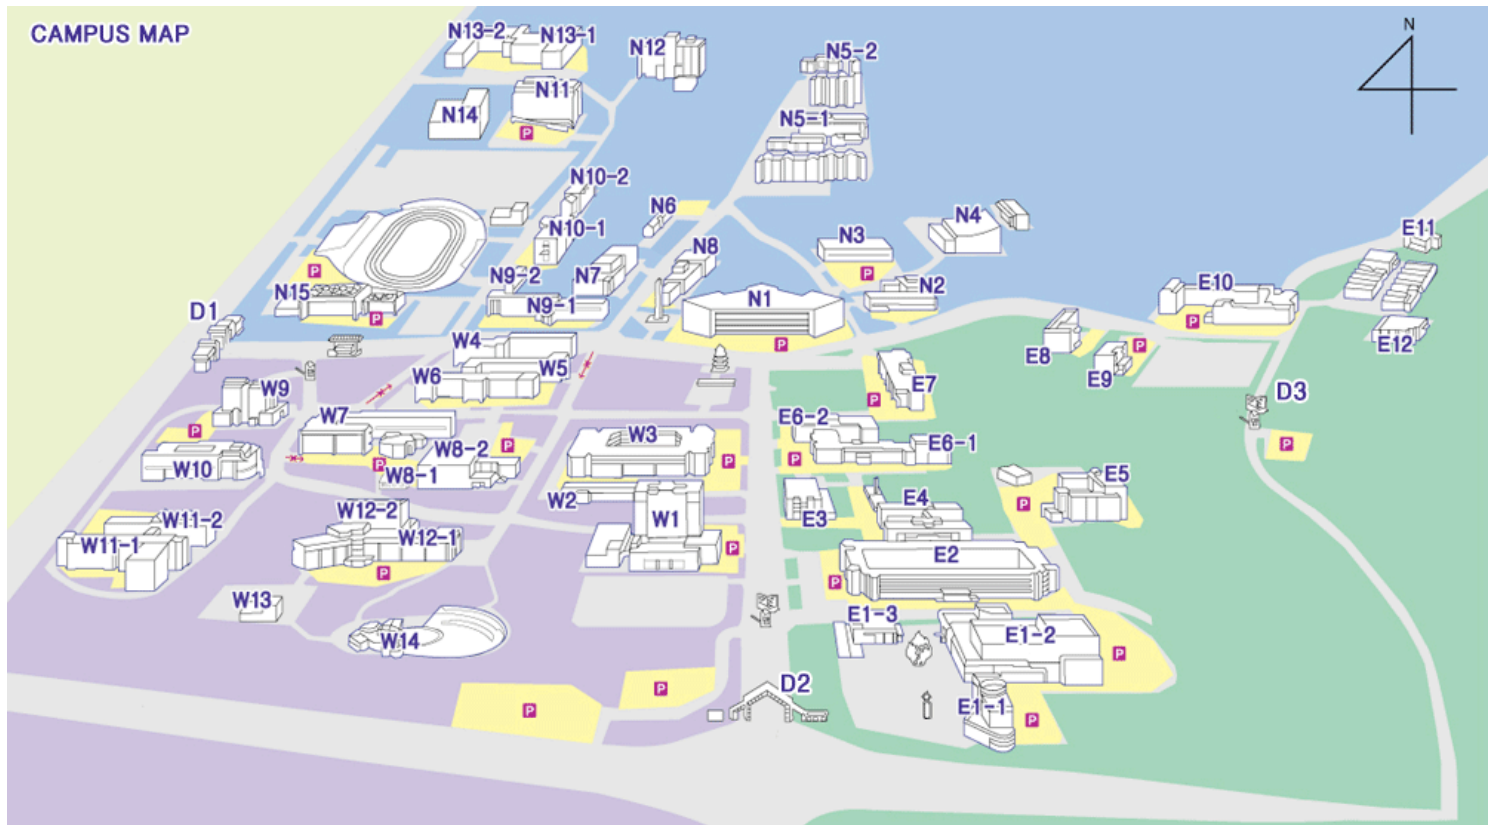 CAMPUS MAP
N
N13-2
N13-1
N12
N5-2
N11
N14
P
N5-1
N10-2
N6
N4
N10-1
N3
E11
N8
N9-2
N7
P
P
N15
N2
E10
D1
N9-1
N1
P
P
P
W4
E8
P
E12
W5
E9
W6
E7
W9
D3
P
W7
E6-2
P
W3
E6-1
P
W8-2
P
W10
P
W8-1
P
P
E5
W2
E4
P
W12-2
E3
W11-2
W1
W12-1
W11-1
P
E2
P
P
W13
E1-3
E1-2
W14
P
D2
P
P
E1-1
P